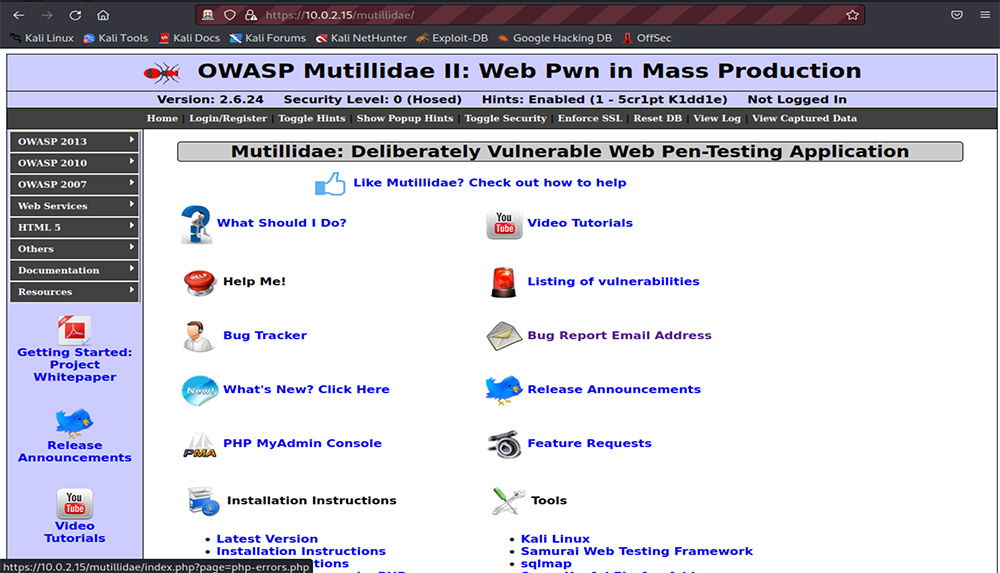 https://10.0.2.15/mutillidae/
Kali Linux Kali Tools Kali Docs Kali Forums Kali NetHunter Exploit-DB Google Hacking DB OffSec
OWASP Mutillidae II: Web Pwn in Mass Production
Version: 2.6.24 Security Level: 0 (Hosed) Hints: Enabled (1 - 5cr1pt K1dd1e) Not Logged In
Home | Login/Register | Toggle Hints | Show Popup Hints | Toggle Security | Enforce SSL | Reset DB | View Log | View Captured Data
OWASP 2013
OWASP 2010
OWASP 2007
Web Services
HTML 5
Others
Documentation
Resources
Getting Started:
Project
Whitepaper
Release
Announcements
You
Tube
Video
Tutorials
Mutillidae: Deliberately Vulnerable Web Pen-Testing Application
Like Mutillidae? Check out how to help
What Should I Do?
You
Tube
Video Tutorials
HELP
Help Me!
Listing of vulnerabilities
Bug Tracker
Bug Report Email Address
New!
What's New? Click Here
Release Announcements
PMA
PHP MyAdmin Console
Feature Requests
Installation Instructions
Tools
• Latest Version
• Installation Instructions
• Kali Linux
• Samurai Web Testing Framework
• sqlmap
https://10.0.2.15/mutillidae/index.php?page=php-errors.php